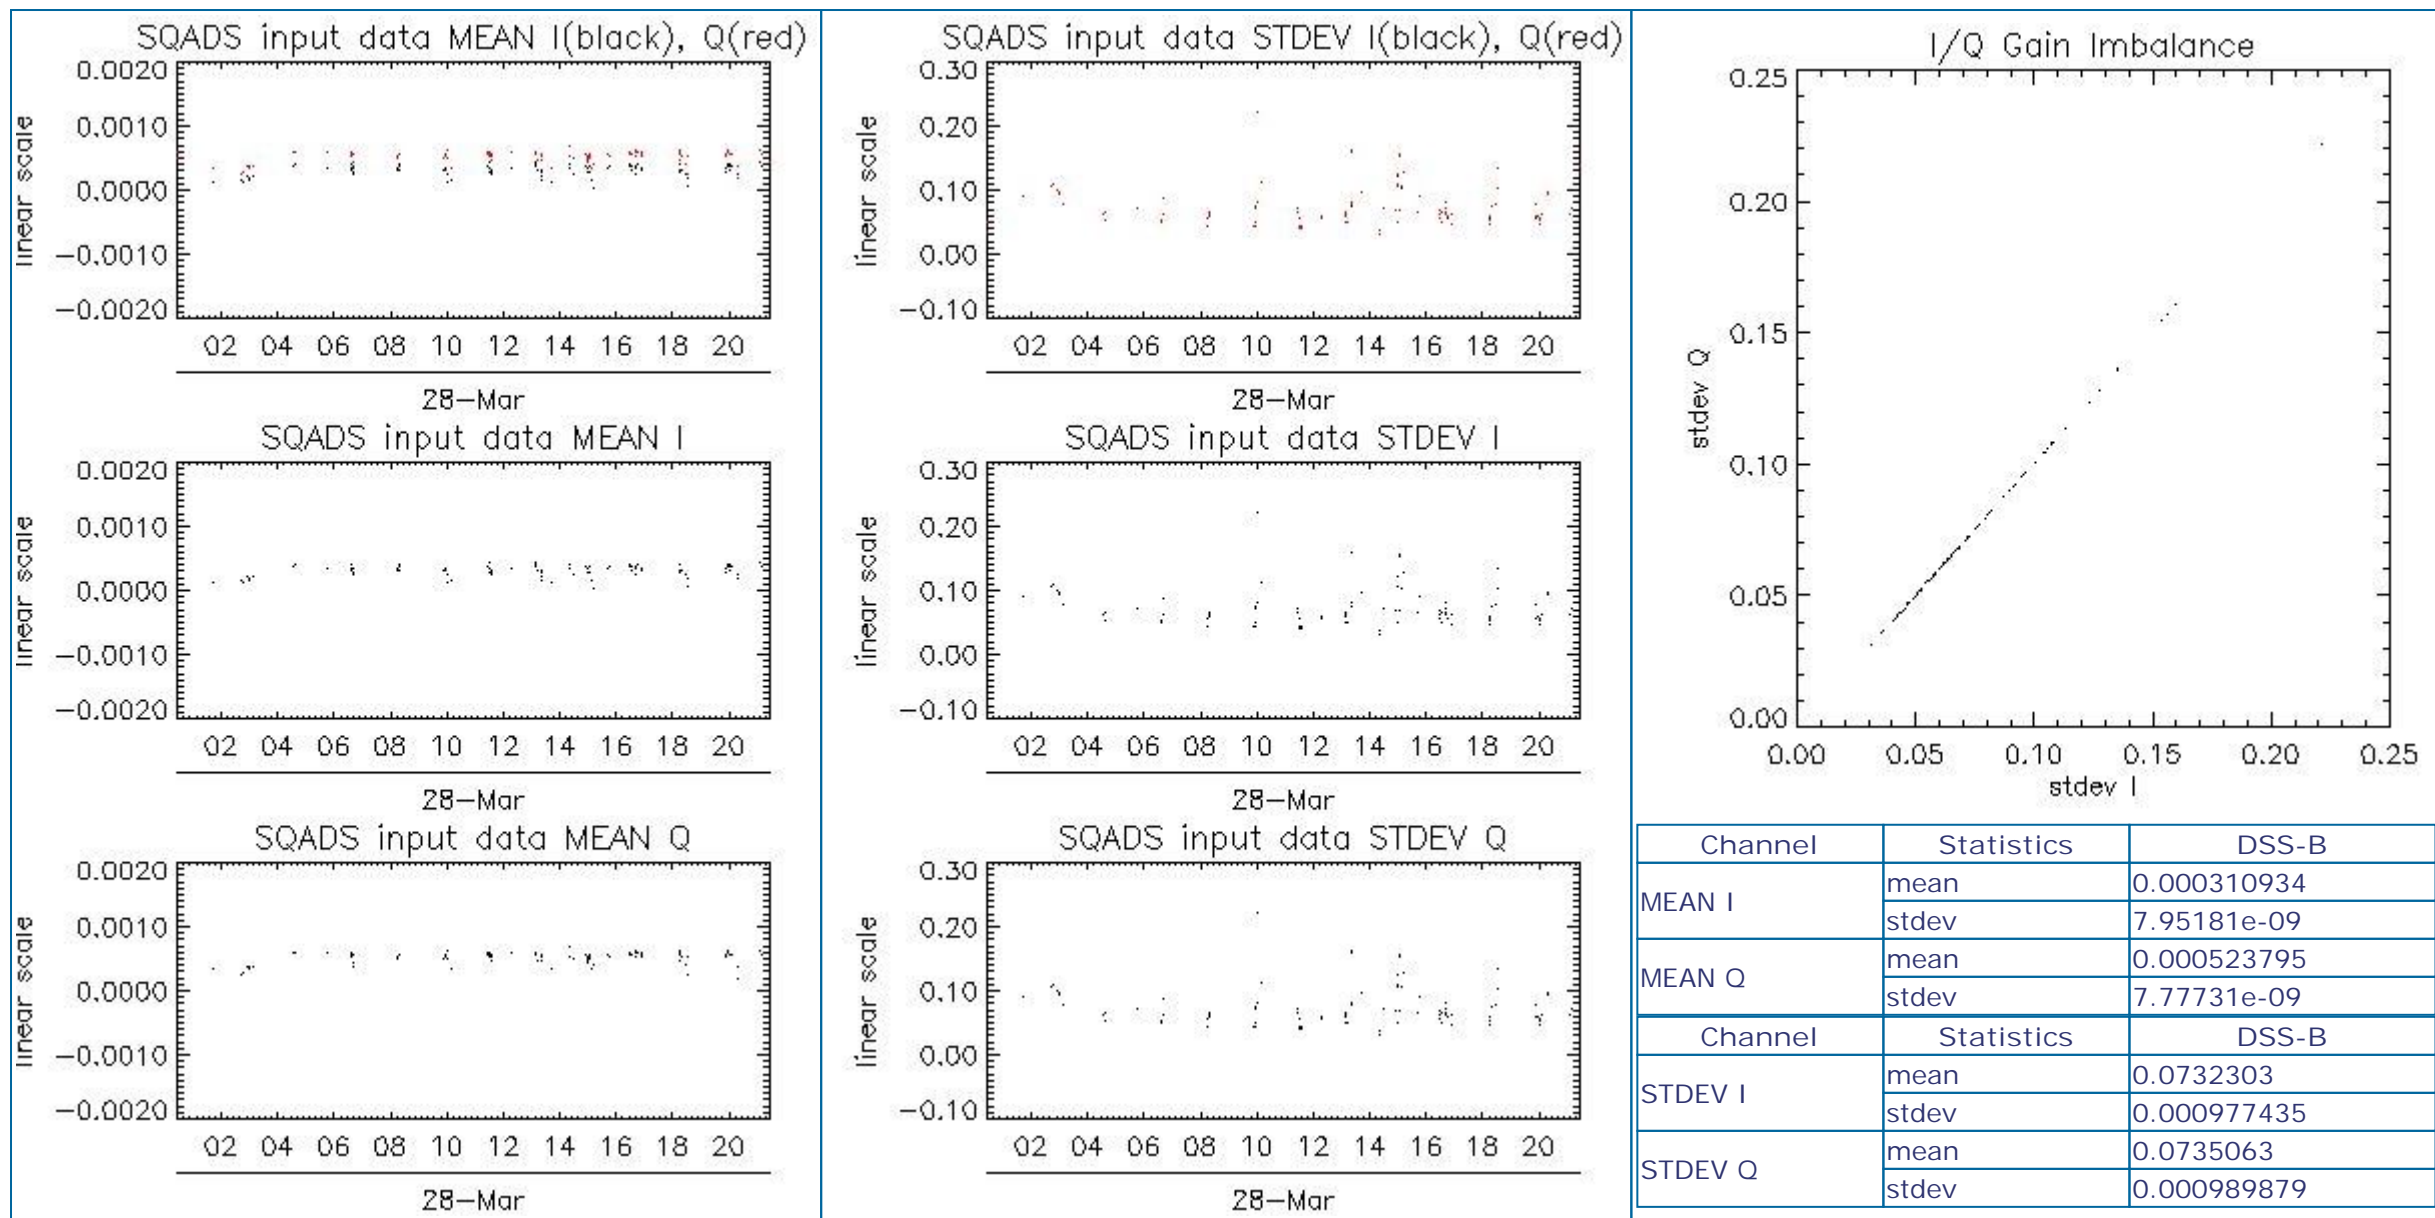 SQADS input data MEAN I(black), Q(red)
linear scale
0.0020
0.0010
0.0000
-0.0010
-0.0020
02 04 06 08 10 12 14 16 18 20
28-Mar
SQADS input data MEAN I
linear scale
0.0020
0.0010
0.0000
-0.0010
-0.0020
02 04 06 08 10 12 14 16 18 20
28-Mar
SQADS input data MEAN Q
linear scale
0.0020
0.0010
0.0000
-0.0010
-0.0020
02 04 06 08 10 12 14 16 18 20
28-Mar
SQADS input data STDEV I(black), Q(red)
linear scale
0.30
0.20
0.10
0.00
-0.10
02 04 06 08 10 12 14 16 18 20
28-Mar
SQADS input data STDEV I
linear scale
0.30
0.20
0.10
0.00
-0.10
02 04 06 08 10 12 14 16 18 20
28-Mar
SQADS input data STDEV Q
linear scale
0.30
0.20
0.10
0.00
-0.10
02 04 06 08 10 12 14 16 18 20
28-Mar
I/Q Gain Imbalance
stdev Q
0.25
0.20
0.15
0.10
0.05
0.00
0.00 0.05 0.10 0.15 0.20 0.25
stdev I
Channel Statistics DSS-B
MEAN I mean 0.000310934
stdev 7.95181e-09
MEAN Q mean 0.000523795
stdev 7.77731e-09
Channel Statistics DSS-B
STDEV I mean 0.0732303
stdev 0.000977435
STDEV Q mean 0.0735063
stdev 0.000989879